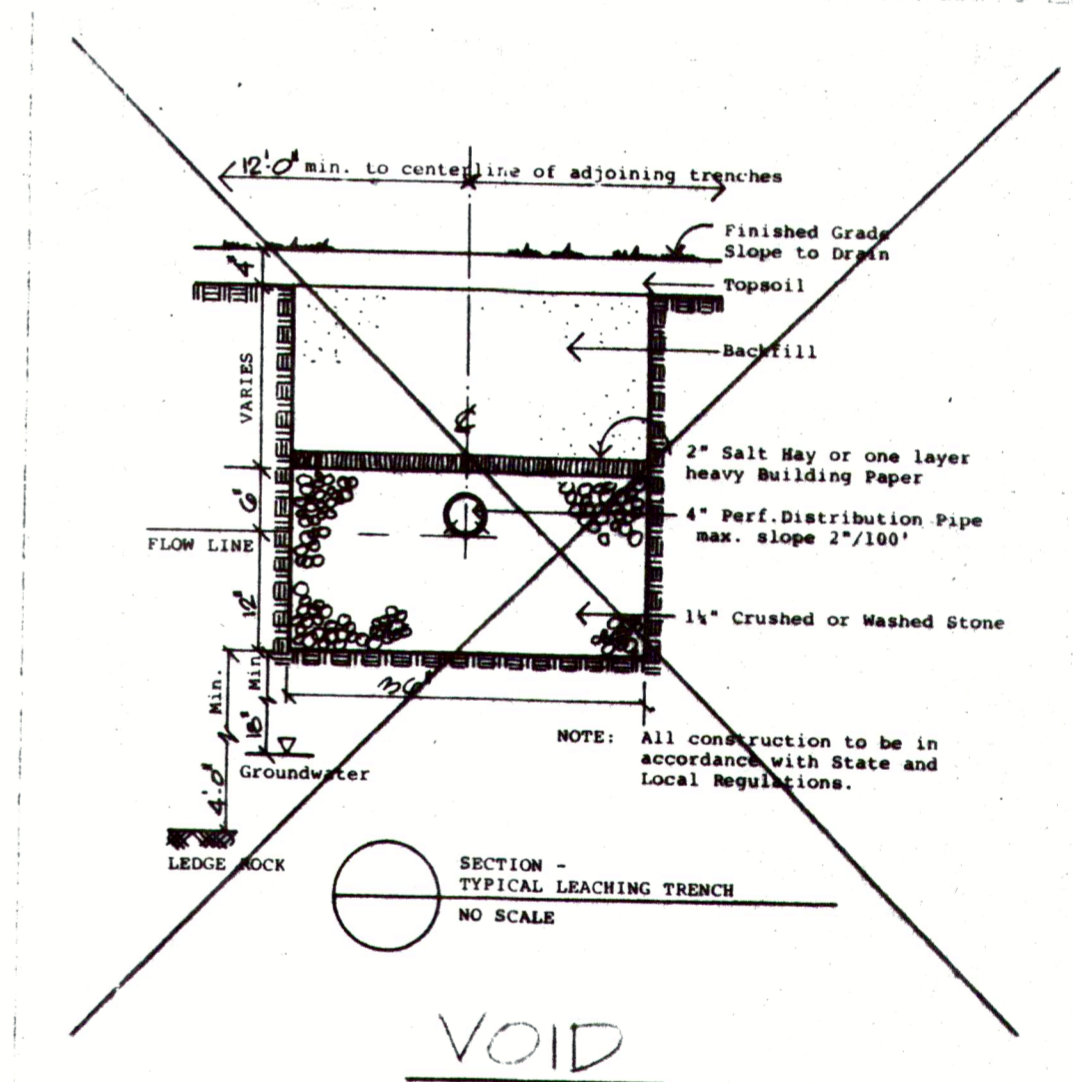 12'-0" min. to centerline of adjoining trenches
Finished Grade
Slope to Drain
4"
Topsoil
Backfill
VARIES
℄
2" Salt Hay or one layer
heavy Building Paper
6"
4" Perf.Distribution Pipe
max. slope 2"/100'
FLOW LINE
12"
1¼" Crushed or Washed Stone
Min.
Min
36"
18"
NOTE: All construction to be in
accordance with State and
Local Regulations.
Groundwater
4'-0"
LEDGE ROCK
SECTION -
TYPICAL LEACHING TRENCH
NO SCALE
VOID